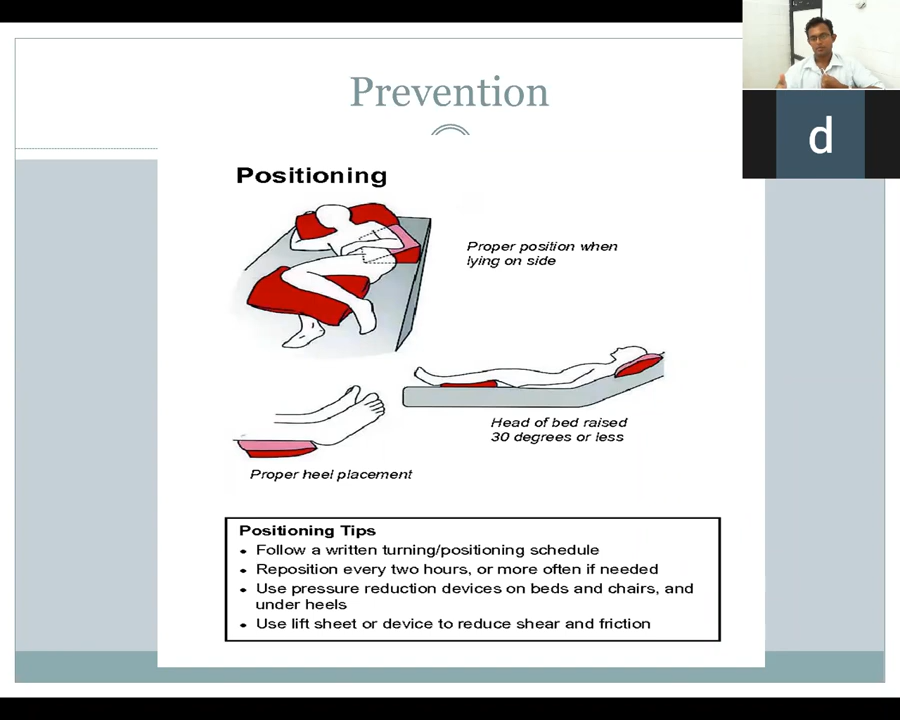 Prevention
d
Positioning
Proper position when
lying on side
Head of bed raised
30 degrees or less
Proper heel placement
Positioning Tips
• Follow a written turning/positioning schedule
• Reposition every two hours, or more often if needed
• Use pressure reduction devices on beds and chairs, and
under heels
• Use lift sheet or device to reduce shear and friction